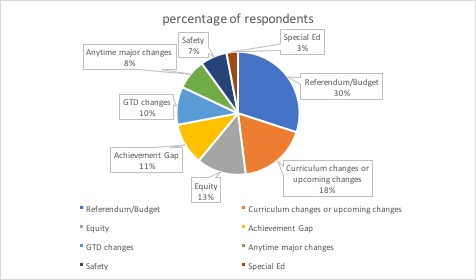 percentage of respondents
Special Ed
3%
Safety
7%
Anytime major changes
8%
Referendum/Budget
30%
GTD changes
10%
Achievement Gap
11%
Curriculum changes or
upcoming changes
18%
Equity
13%
Referendum/Budget
Curriculum changes or upcoming changes
Equity
Achievement Gap
GTD changes
Anytime major changes
Safety
Special Ed